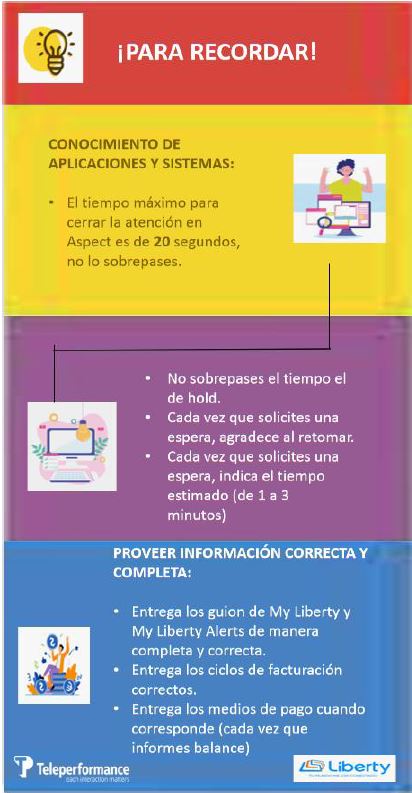 ¡PARA RECORDAR!
CONOCIMIENTO DE
APLICACIONES Y SISTEMAS:
• El tiempo máximo para
cerrar la atención en
Aspect es de 20 segundos,
no lo sobrepases.
• No sobrepases el tiempo el
de hold.
• Cada vez que solicites una
espera, agradece al retomar.
• Cada vez que solicites una
espera, indica el tiempo
estimado (de 1 a 3
minutos)
PROVEER INFORMACIÓN CORRECTA Y
COMPLETA:
• Entrega los guion de My Liberty y
My Liberty Alerts de manera
completa y correcta.
• Entrega los ciclos de facturación
correctos.
• Entrega los medios de pago cuando
corresponde (cada vez que
informes balance)
Teleperformance
each interaction matters
Liberty